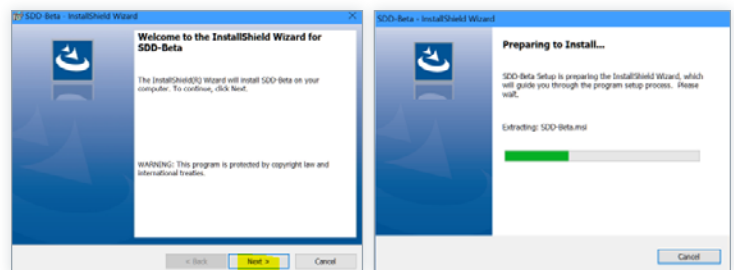 SDD-Beta - InstallShield Wizard
Welcome to the InstallShield Wizard for
SDD-Beta
The InstallShield(R) Wizard will install SDD-Beta on your
computer. To continue, click Next.
WARNING: This program is protected by copyright law and
international treaties.
< Back
Next >
Cancel
SDD-Beta - InstallShield Wizard
Preparing to Install...
SDD-Beta Setup is preparing the InstallShield Wizard, which
will guide you through the program setup process. Please
wait.
Extracting: SDD-Beta.msi
Cancel